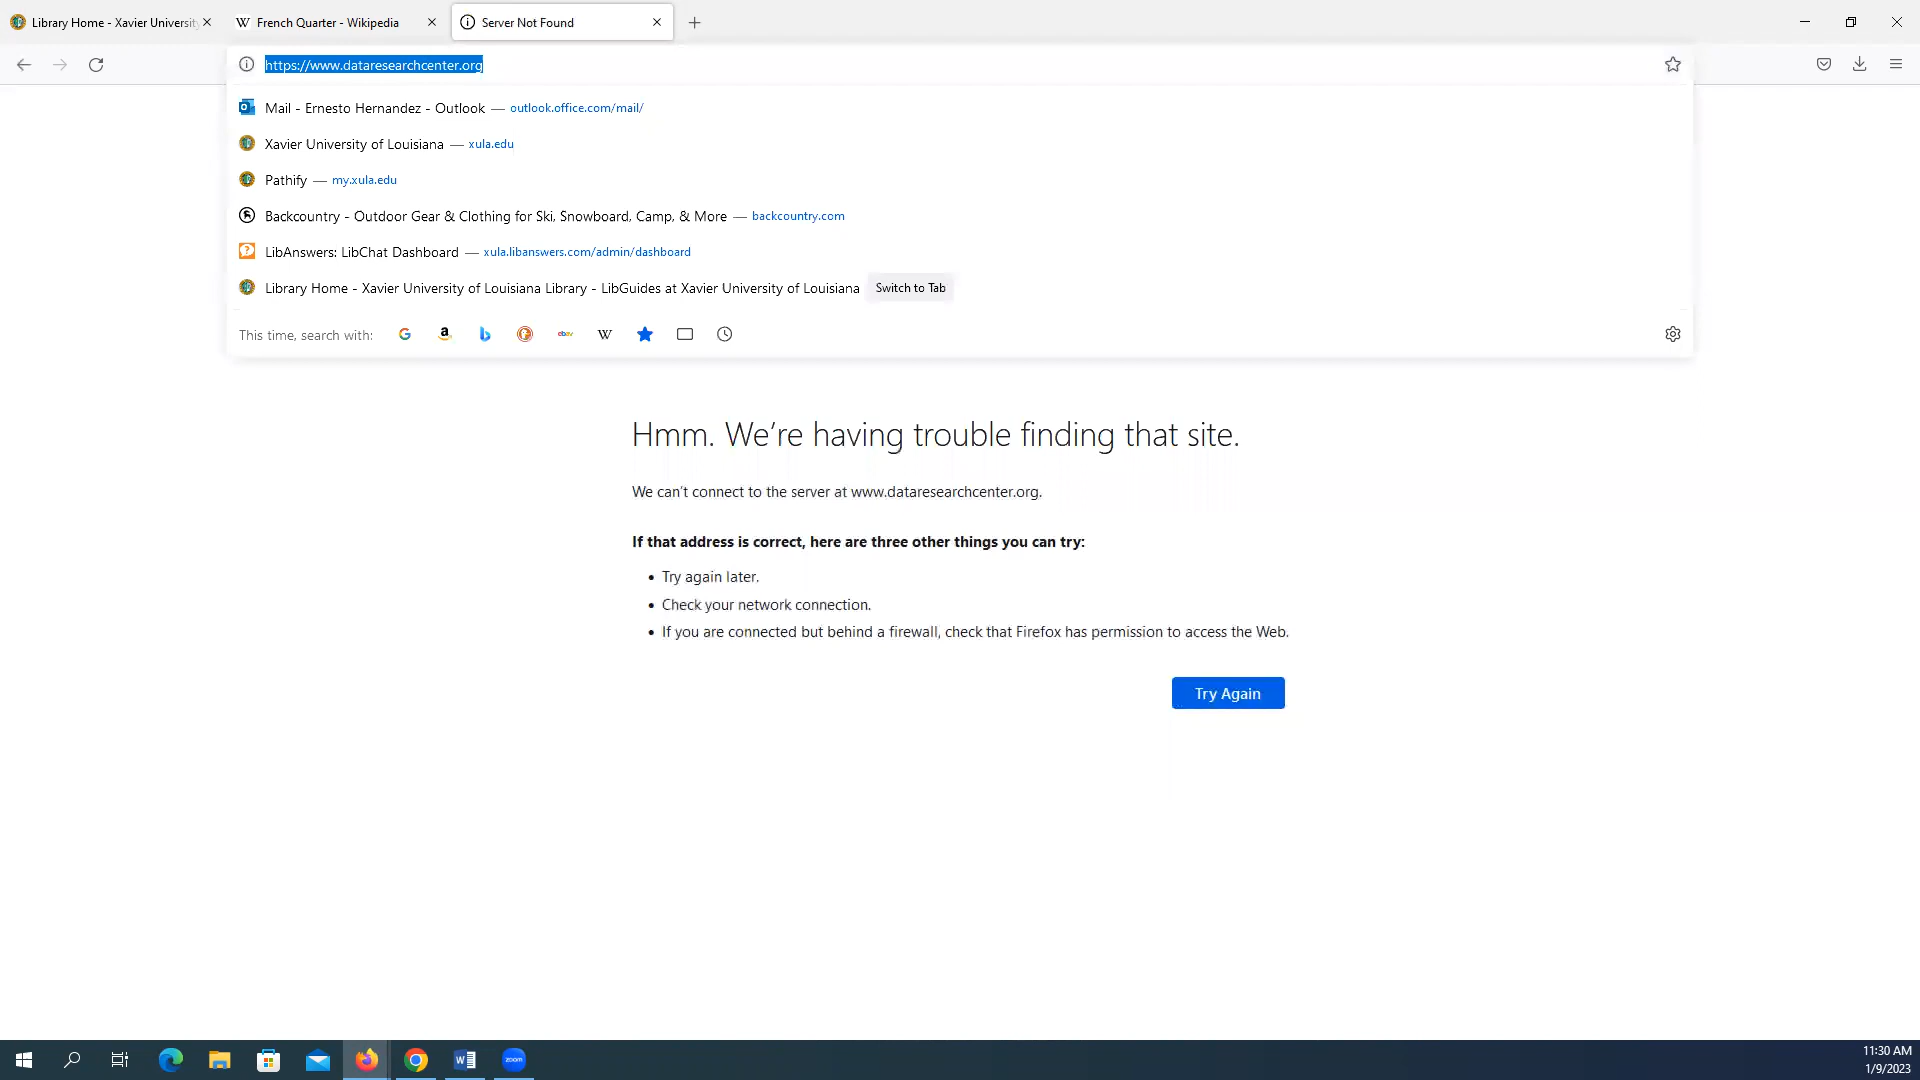 Library Home - Xavier University
French Quarter - Wikipedia
Server Not Found
https://www.dataresearchcenter.org
Mail - Ernesto Hernandez - Outlook — outlook.office.com/mail/
Xavier University of Louisiana — xula.edu
Pathify — my.xula.edu
Backcountry - Outdoor Gear & Clothing for Ski, Snowboard, Camp, & More — backcountry.com
LibAnswers: LibChat Dashboard — xula.libanswers.com/admin/dashboard
Library Home - Xavier University of Louisiana Library - LibGuides at Xavier University of Louisiana Switch to Tab
This time, search with:
ebay
W
Hmm. We’re having trouble finding that site.
We can’t connect to the server at www.dataresearchcenter.org.
If that address is correct, here are three other things you can try:
• Try again later.
• Check your network connection.
• If you are connected but behind a firewall, check that Firefox has permission to access the Web.
Try Again
zoom
11:30 AM
1/9/2023